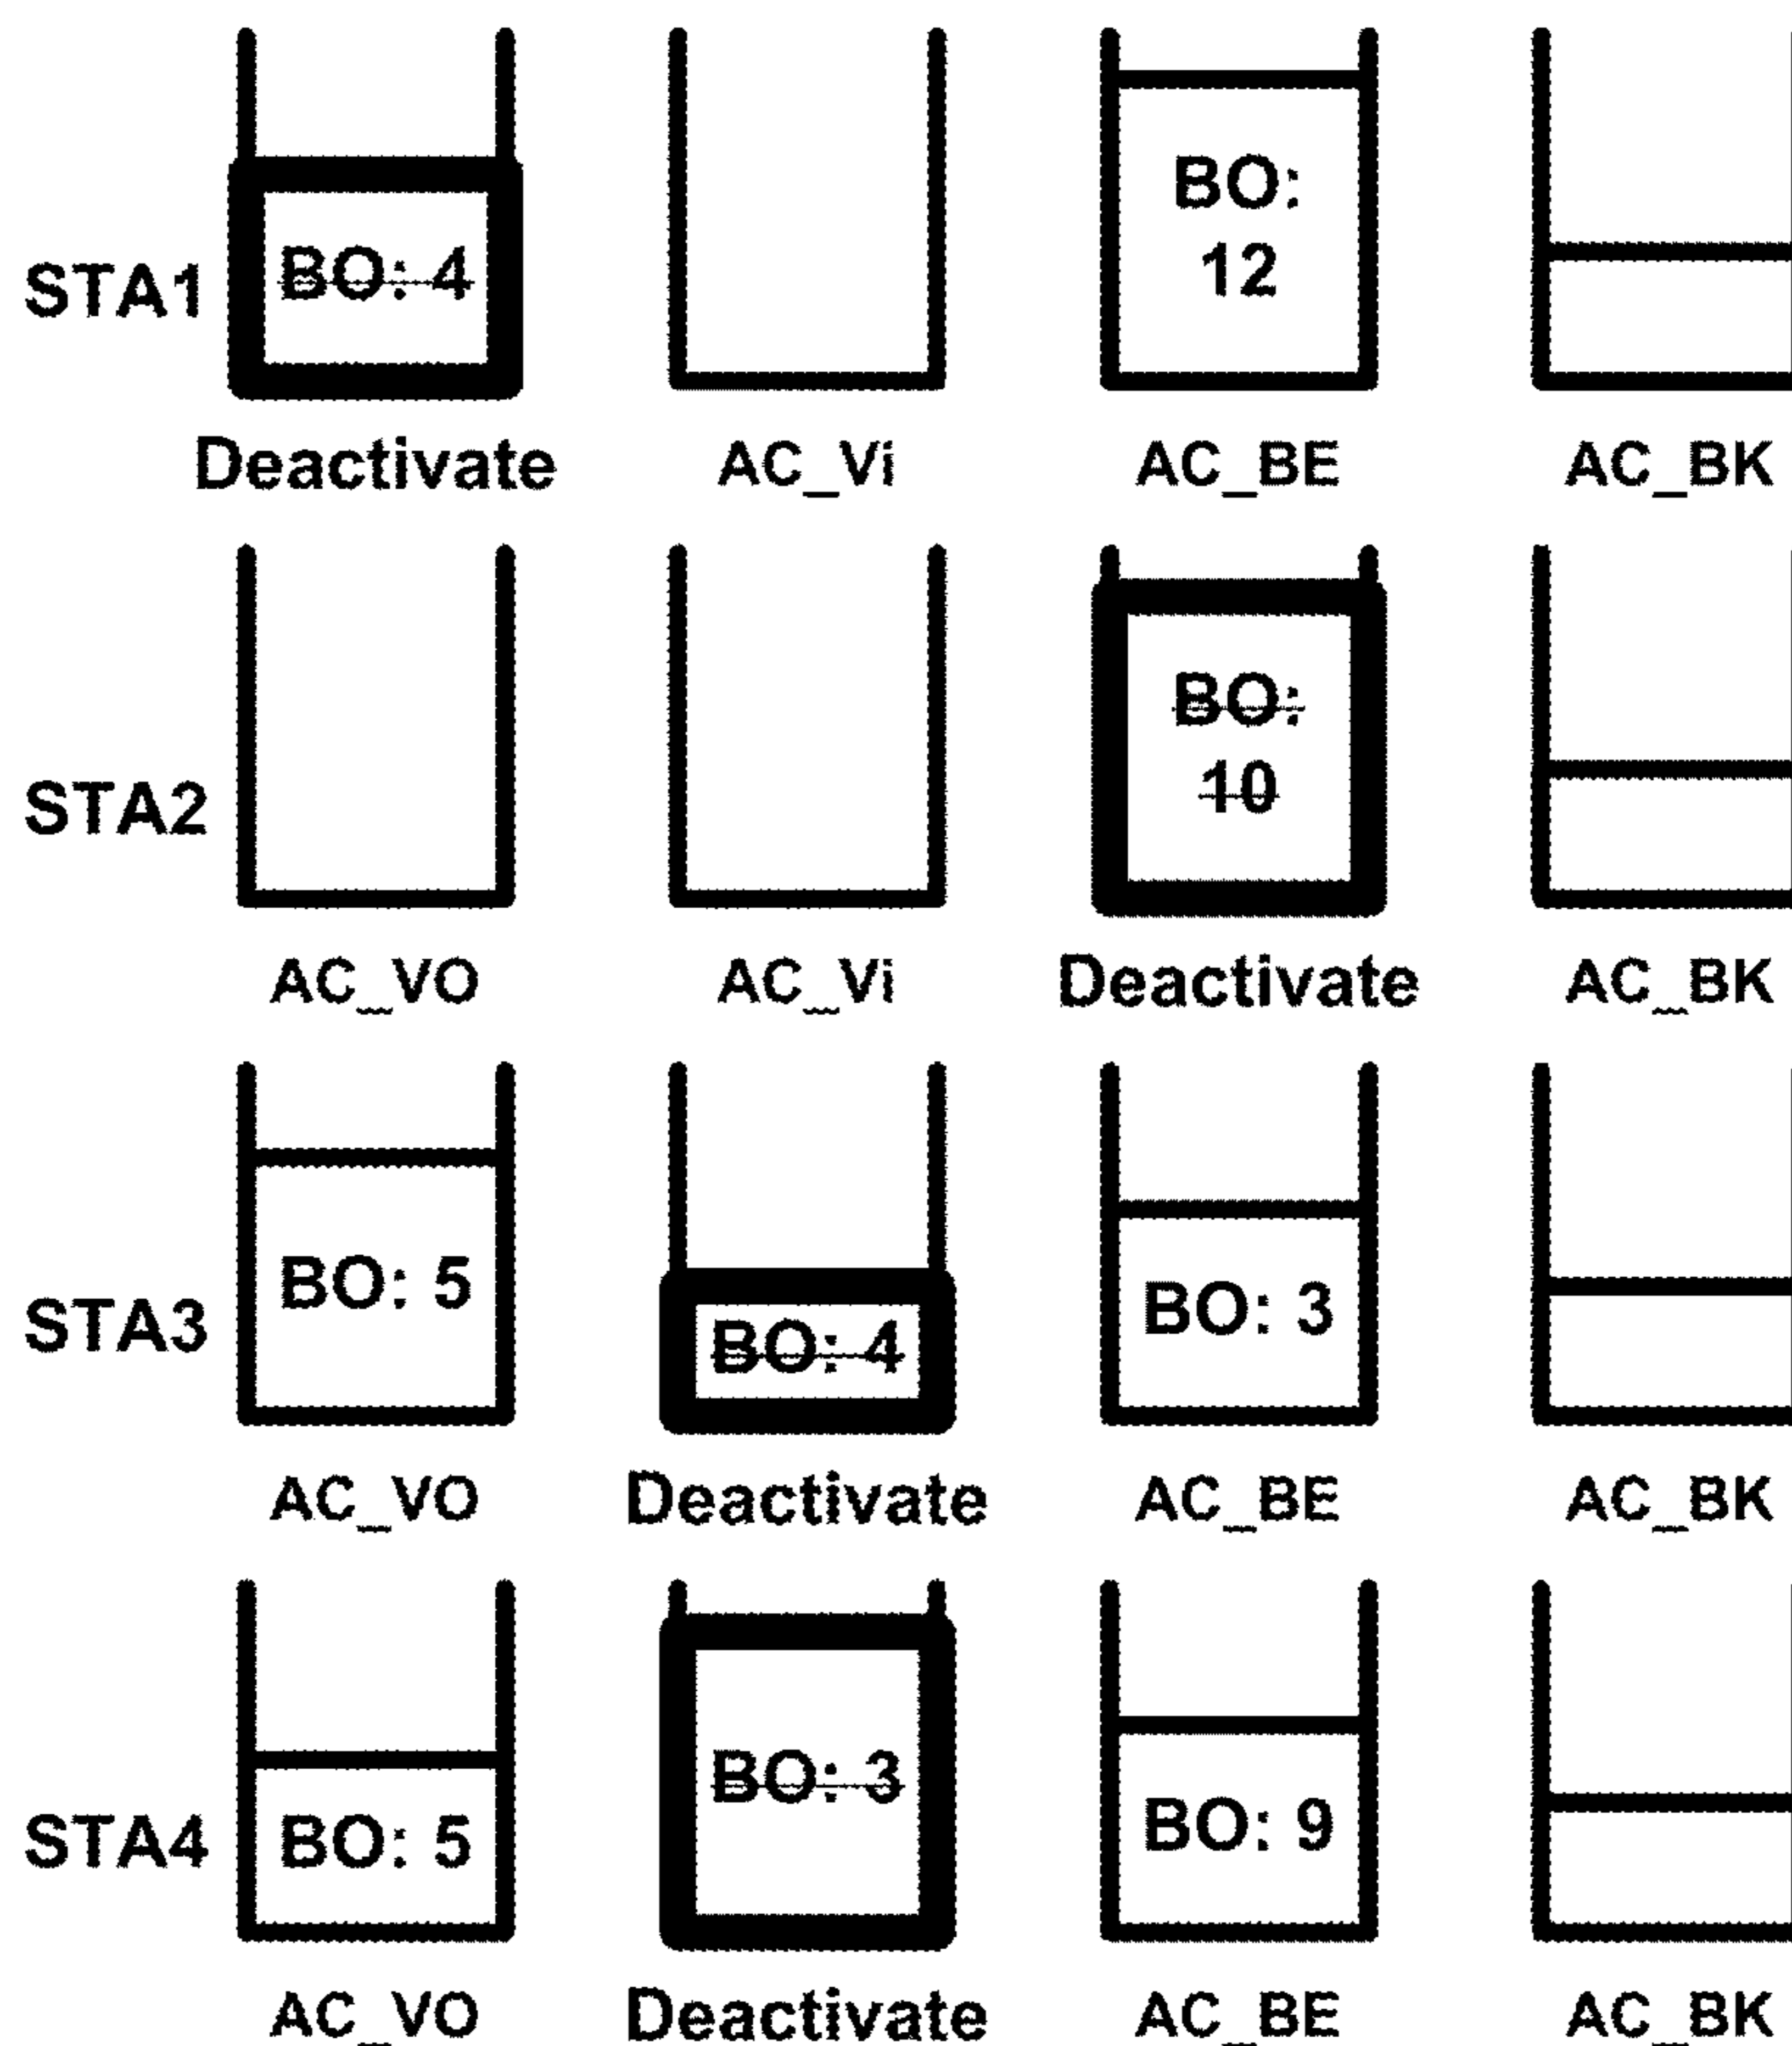 BO:
12
STA1
BO: 4
Deactivate
AC_Vi
AC_BE
AC_BK
BO:
10
STA2
AC_VO
AC_Vi
Deactivate
AC_BK
STA3
BO: 5
BO: 4
BO: 3
AC_VO
Deactivate
AC_BE
AC_BK
STA4
BO: 5
BO: 3
BO: 9
AC_VO
Deactivate
AC_BE
AC_BK